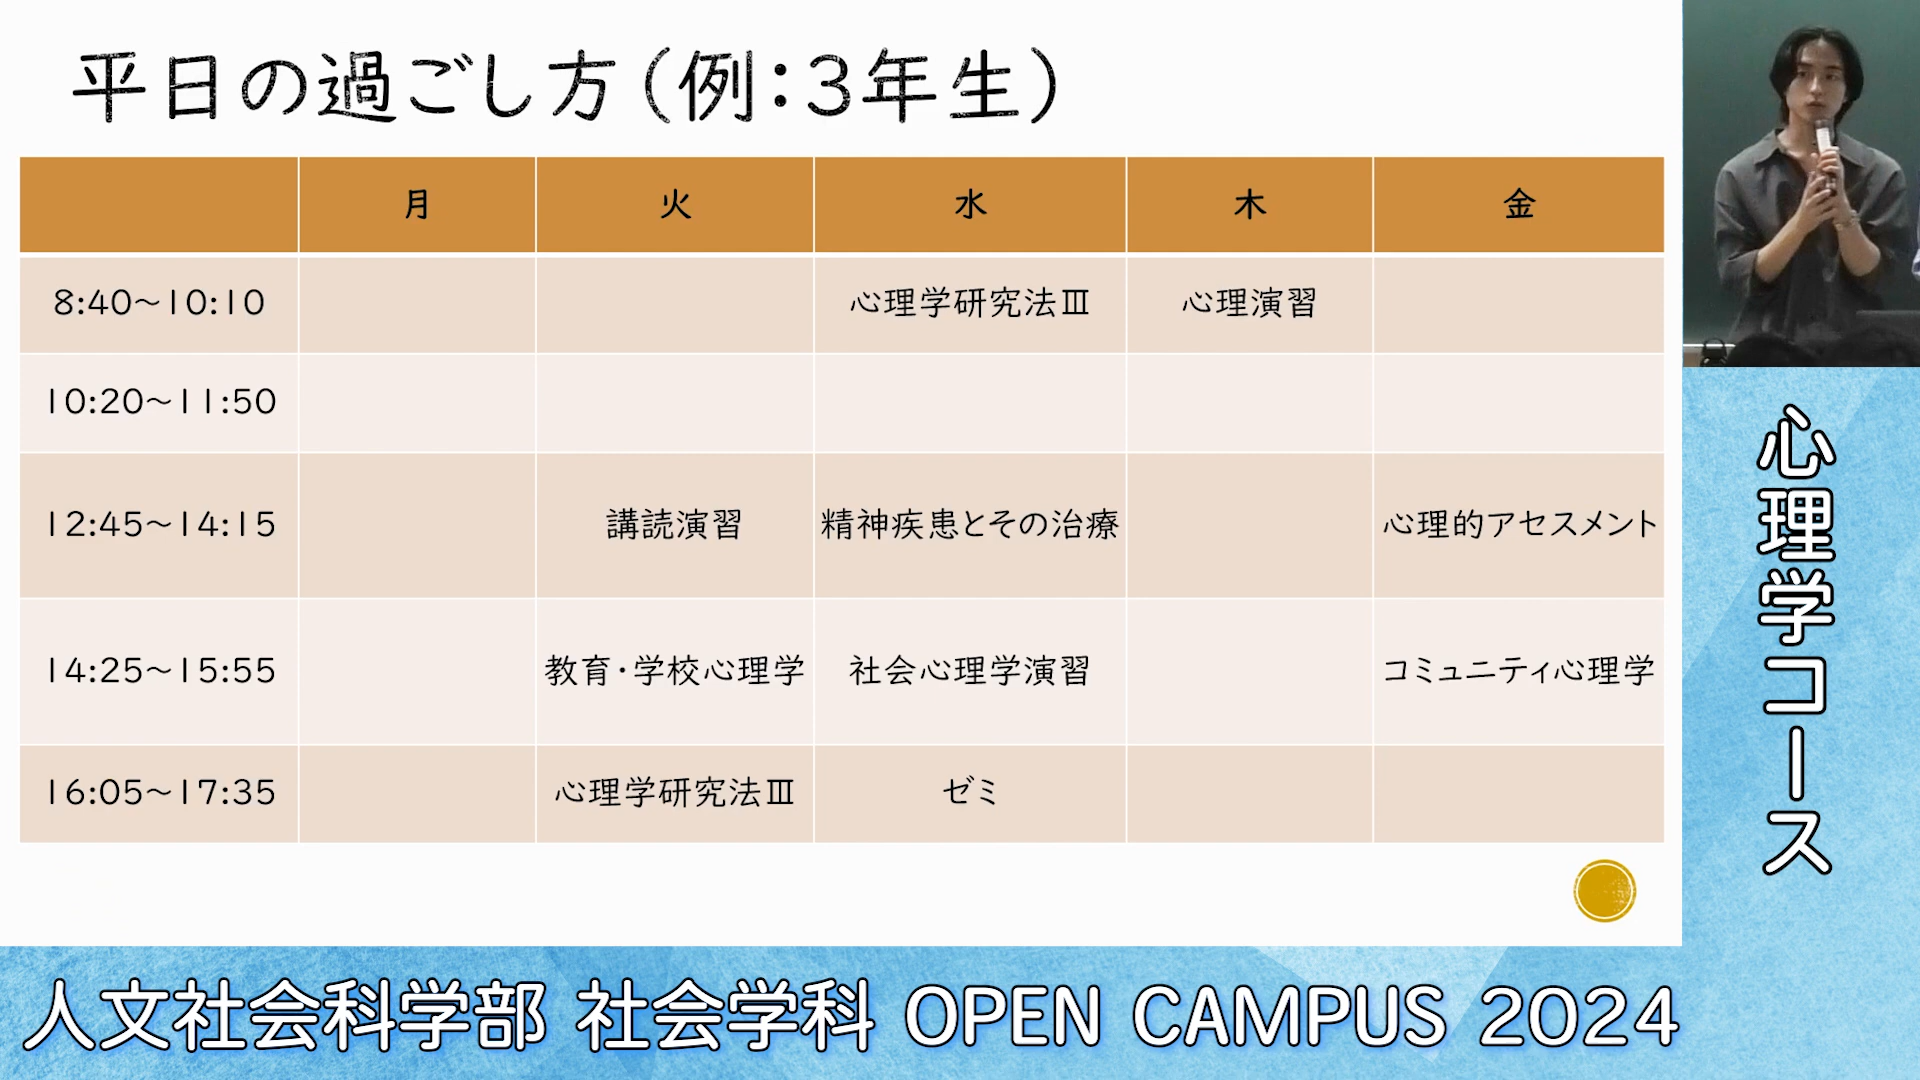 平日の過ごし方(例:3年生)
月 火 水 木 金
8:40~10:10 心理学研究法Ⅲ 心理演習
10:20~11:50
12:45~14:15 講読演習 精神疾患とその治療 心理的アセスメント
14:25~15:55 教育・学校心理学 社会心理学演習 コミュニティ心理学
16:05~17:35 心理学研究法Ⅲ ゼミ
心理学コース
人文社会科学部 社会学科 OPEN CAMPUS 2024